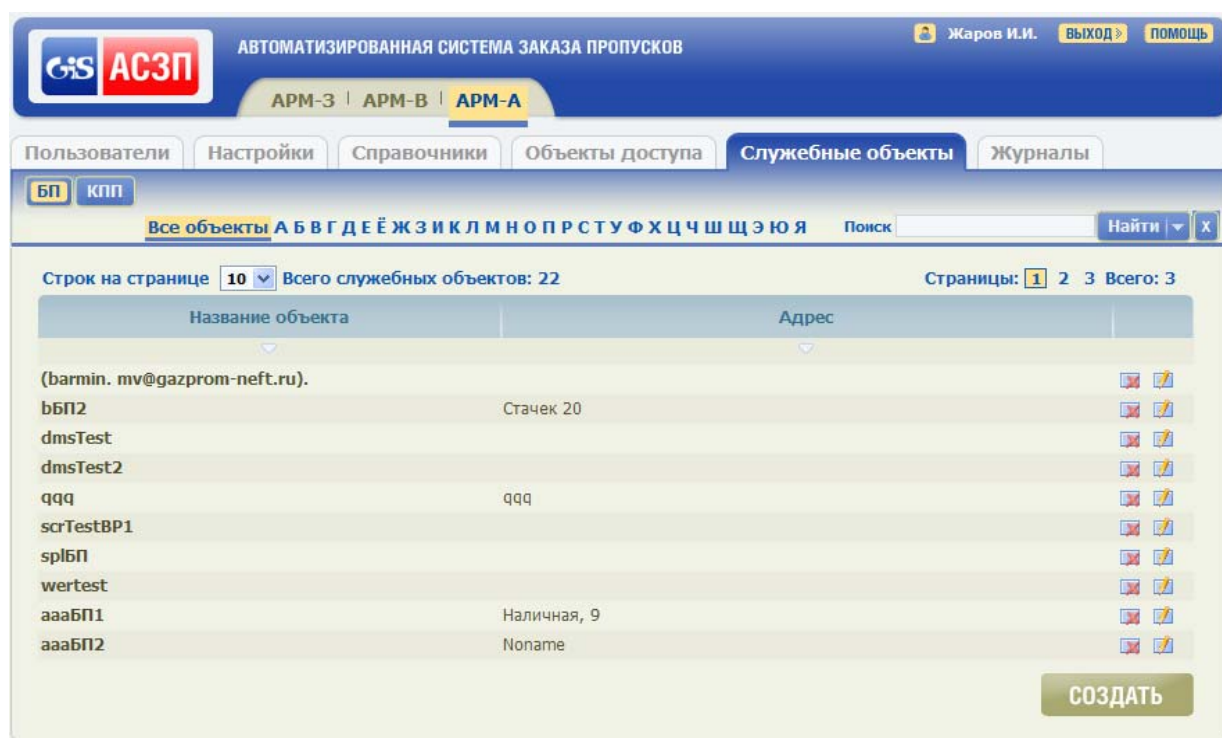 Жаров И.И. ВЫХОД » ПОМОЩЬ
GiS АСЗП АВТОМАТИЗИРОВАННАЯ СИСТЕМА ЗАКАЗА ПРОПУСКОВ
АРМ-З | АРМ-В | АРМ-А
Пользователи Настройки Справочники Объекты доступа Служебные объекты Журналы
БП КПП
Все объекты А Б В Г Д Е Ё Ж З И К Л М Н О П Р С Т У Ф Х Ц Ч Ш Щ Э Ю Я Поиск Найти X
Строк на странице 10 Всего служебных объектов: 22 Страницы: 1 2 3 Всего: 3
Название объекта Адрес
(barmin. mv@gazprom-neft.ru).
bБП2 Стачек 20
dmsTest
dmsTest2
qqq qqq
scrTestBP1
splБП
wertest
аааБП1 Наличная, 9
аааБП2 Noname
СОЗДАТЬ